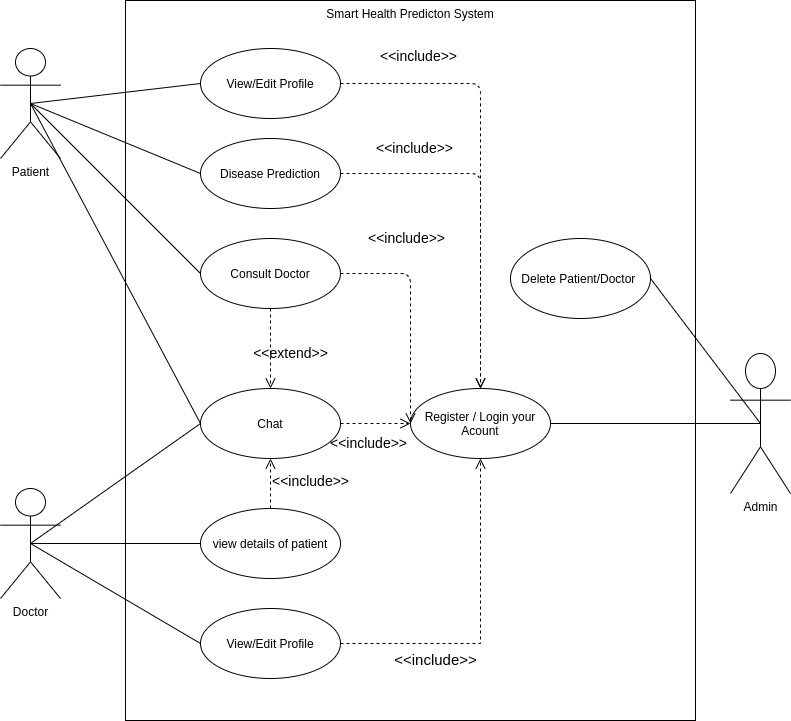 Smart Health Predicton System
<<include>>
View/Edit Profile
<<include>>
Disease Prediction
Patient
<<include>>
Consult Doctor
Delete Patient/Doctor
<<extend>>
Chat
Register / Login your
Acount
<<include>>
<<include>>
Admin
view details of patient
Doctor
View/Edit Profile
<<include>>